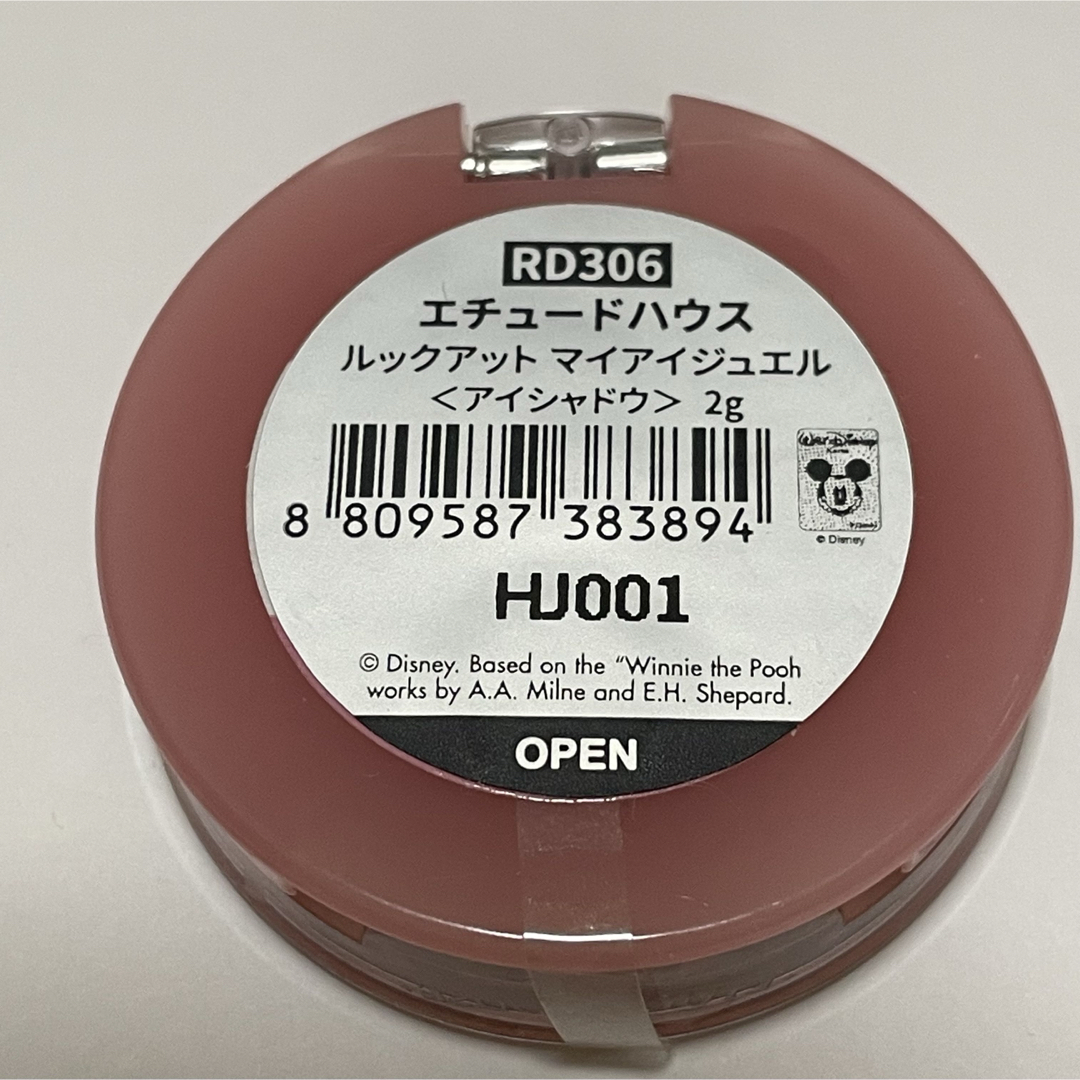 RD306
エチュードハウス
ルックアット マイアイジュエル
＜アイシャドウ＞ 2g
8 809587 383894
© Disney
HJ001
© Disney. Based on the “Winnie the Pooh
works by A.A. Milne and E.H. Shepard.
OPEN